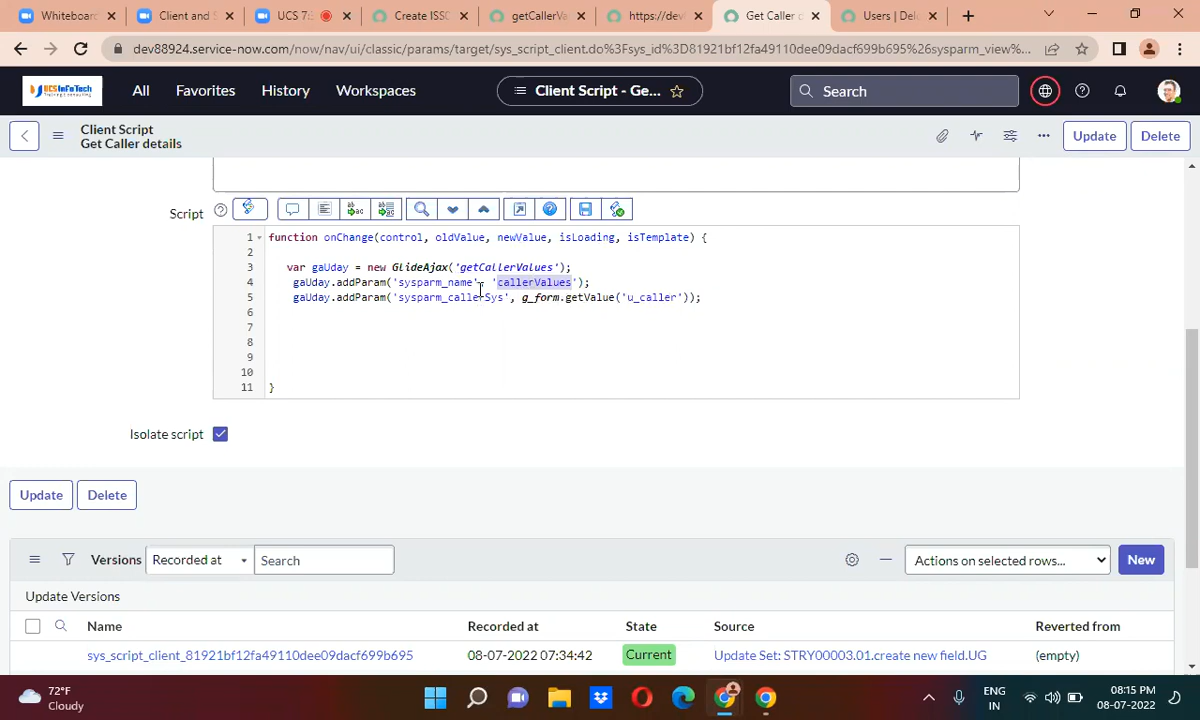 Whiteboard
Client and S
UCS 7:
Create ISSC
getCallerVa
https://dev
Get Caller d
Users | Del
dev88924.service-now.com/now/nav/ui/classic/params/target/sys_script_client.do%3Fsys_id%3D81921bf12fa49110dee09dacf699b695%26sysparm_view%...
UCS InfoTech
All
Favorites
History
Workspaces
Client Script - Ge...
Search
Client Script
Get Caller details
Update
Delete
Script
1 function onChange(control, oldValue, newValue, isLoading, isTemplate) {
2
3 var gaUday = new GlideAjax('getCallerValues');
4 gaUday.addParam('sysparm_name', 'callerValues');
5 gaUday.addParam('sysparm_callerSys', g_form.getValue('u_caller'));
6
7
8
9
10
11 }
Isolate script
Update
Delete
Versions
Recorded at
Search
Actions on selected rows...
New
Update Versions
Name
Recorded at
State
Source
Reverted from
sys_script_client_81921bf12fa49110dee09dacf699b695
08-07-2022 07:34:42
Current
Update Set: STRY00003.01.create new field.UG
(empty)
72°F
Cloudy
ENG
IN
08:15 PM
08-07-2022